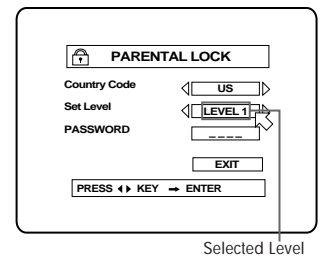 PARENTAL LOCK
Country Code US
Set Level LEVEL 1
PASSWORD _ _ _ _
EXIT
PRESS ◀ ▶ KEY → ENTER
Selected Level